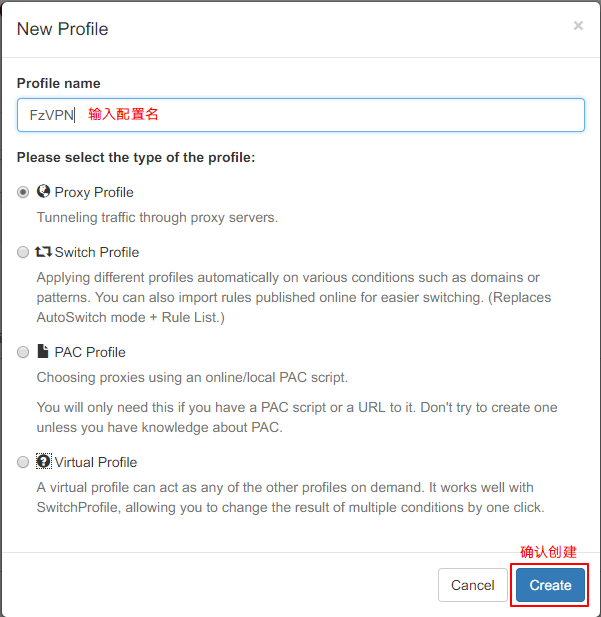 New Profile
×
Profile name
FzVPN 输入配置名
Please select the type of the profile:
Proxy Profile
Tunneling traffic through proxy servers.
Switch Profile
Applying different profiles automatically on various conditions such as domains or
patterns. You can also import rules published online for easier switching. (Replaces
AutoSwitch mode + Rule List.)
PAC Profile
Choosing proxies using an online/local PAC script.
You will only need this if you have a PAC script or a URL to it. Don't try to create one
unless you have knowledge about PAC.
Virtual Profile
A virtual profile can act as any of the other profiles on demand. It works well with
SwitchProfile, allowing you to change the result of multiple conditions by one click.
确认创建
Cancel Create